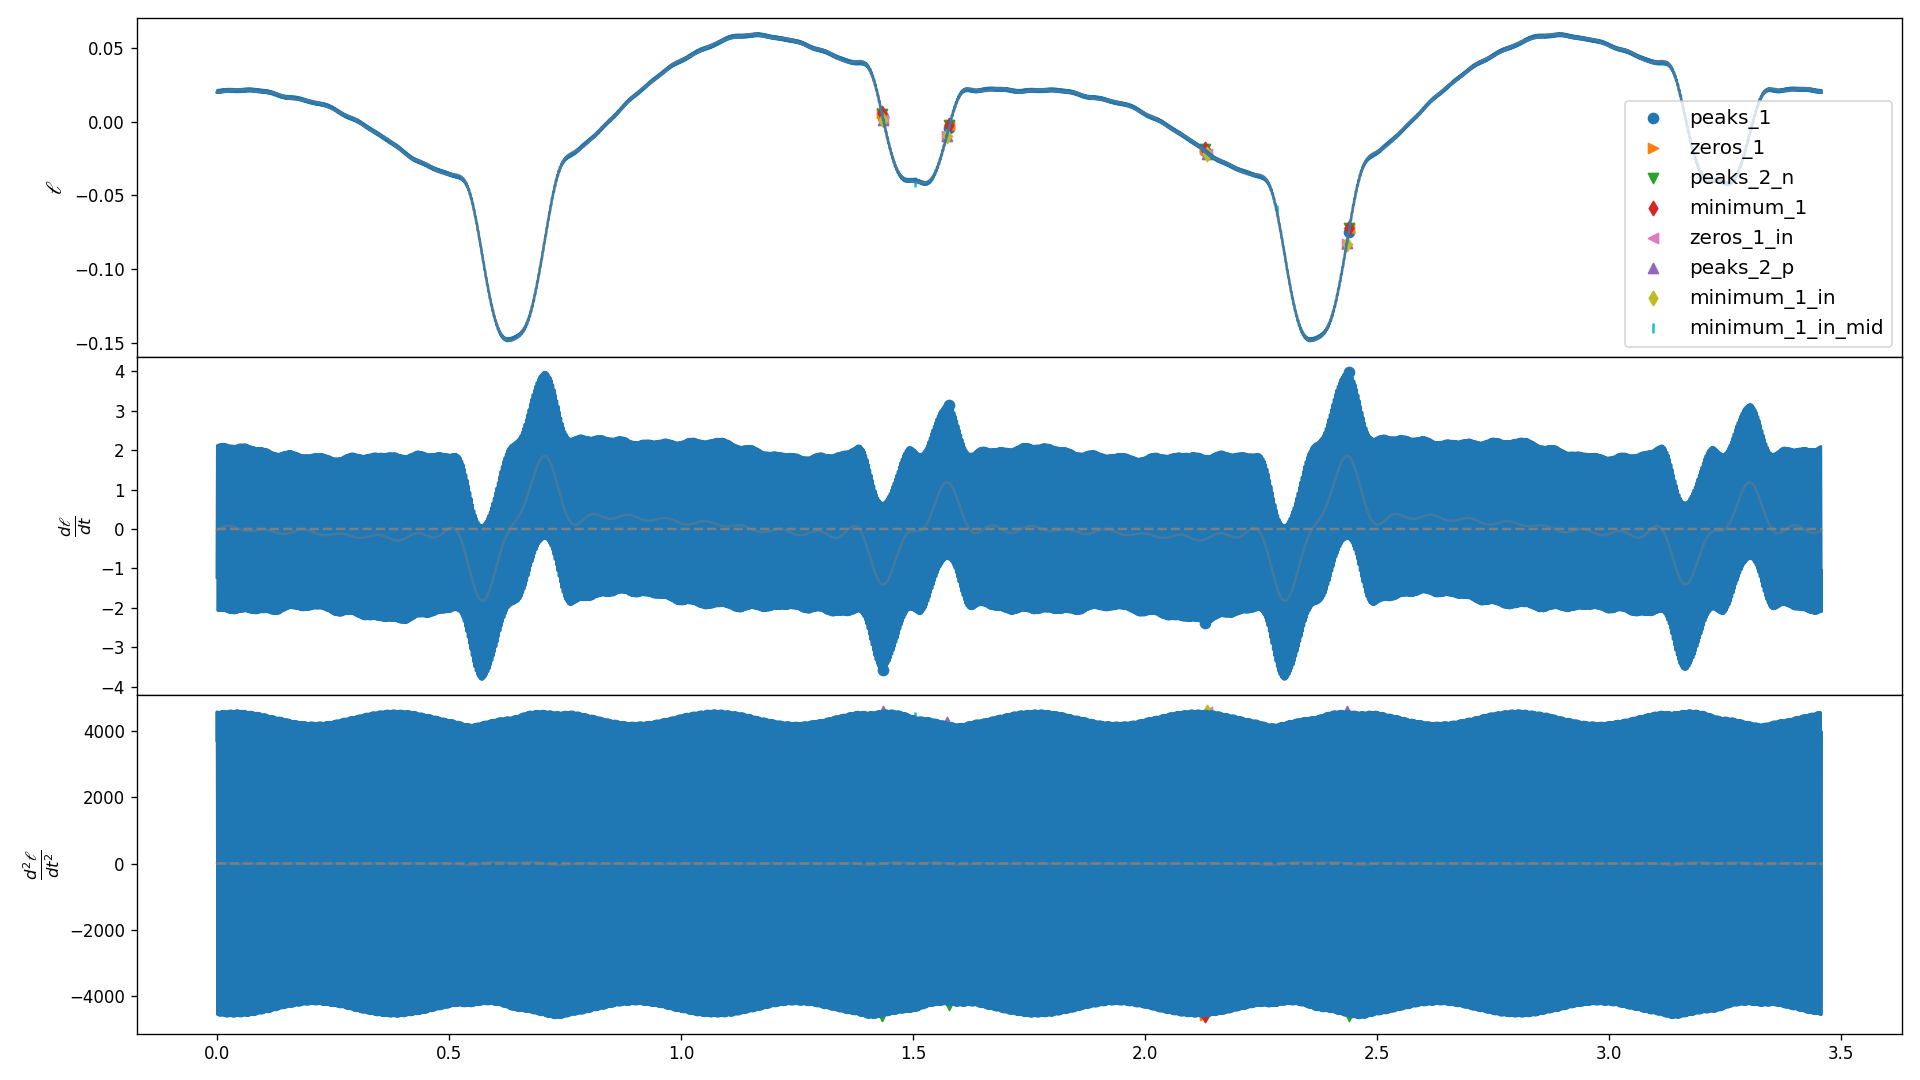 0.05
0.00
−0.05
−0.10
−0.15
ℓ
peaks_1
zeros_1
peaks_2_n
minimum_1
zeros_1_in
peaks_2_p
minimum_1_in
minimum_1_in_mid
4
3
2
1
0
−1
−2
−3
−4
dℓ
dt
4000
2000
0
−2000
−4000
d²ℓ
dt²
0.0 0.5 1.0 1.5 2.0 2.5 3.0 3.5